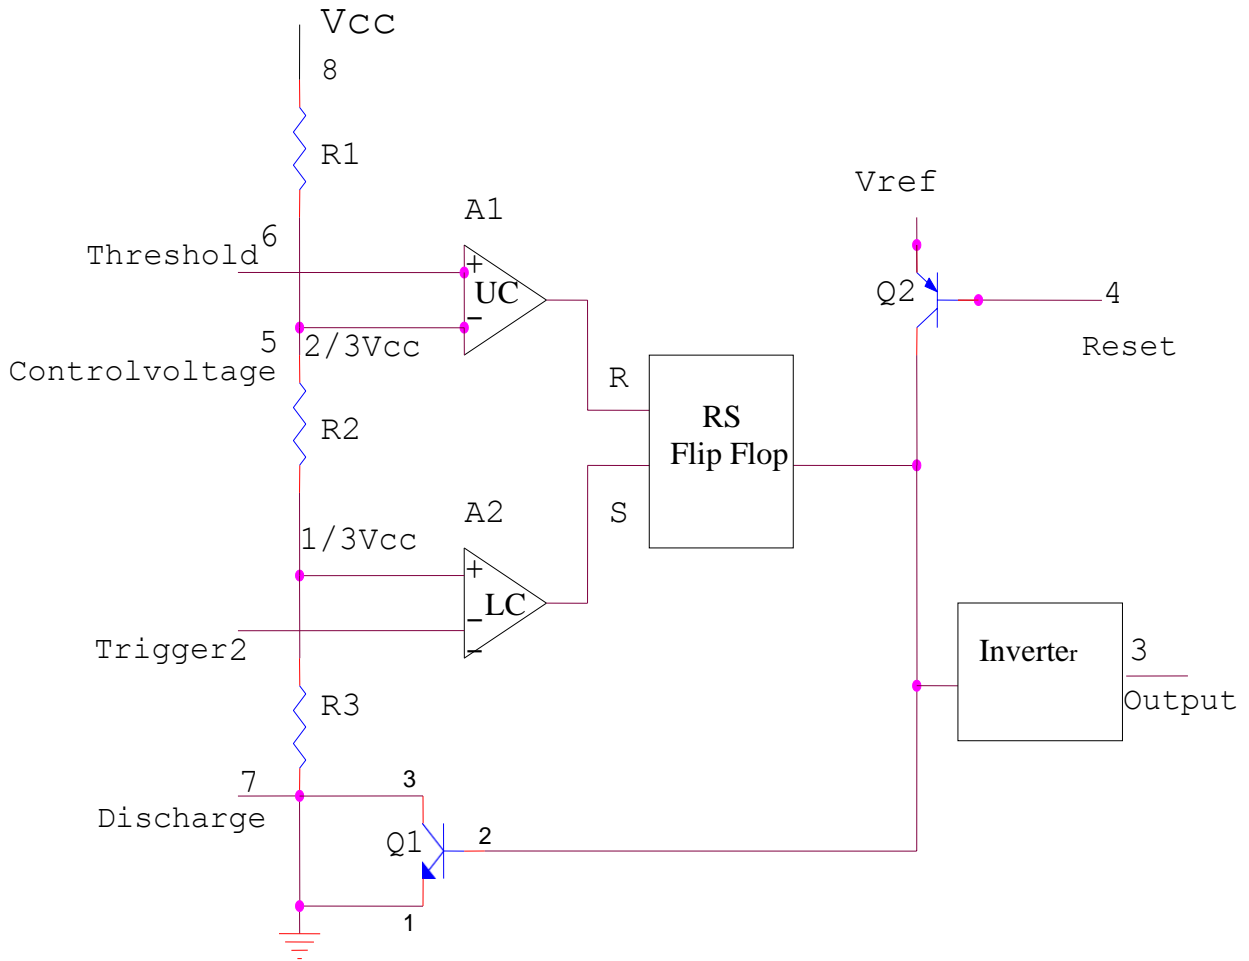 Vcc
8
R1
Vref
A1
6
Threshold
+
UC
-
Q2
4
Reset
5
2/3Vcc
Controlvoltage
R
R2
RS
Flip Flop
S
A2
1/3Vcc
+
LC
-
Trigger2
-
Inverter
3
Output
R3
7
3
Discharge
Q1
2
1